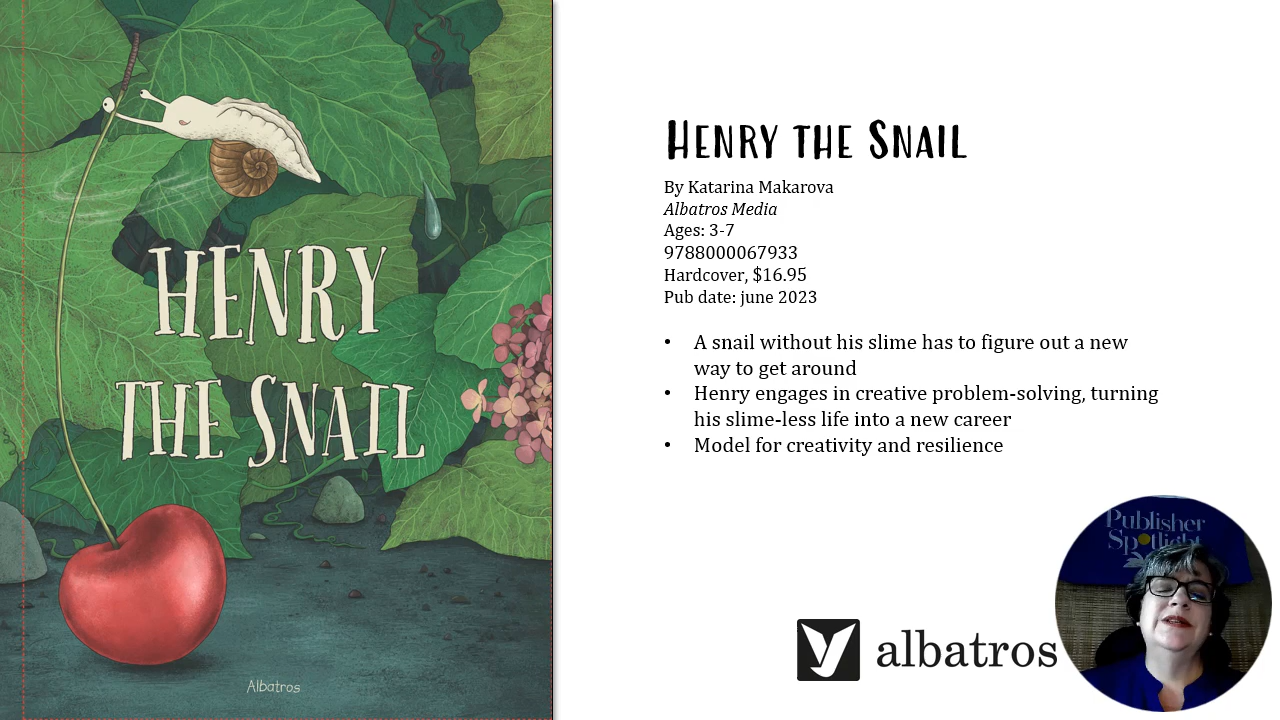 HENRY
THE SNAIL
Albatros
HENRY THE SNAIL
By Katarina Makarova
Albatros Media
Ages: 3-7
9788000067933
Hardcover, $16.95
Pub date: june 2023
• A snail without his slime has to figure out a new
way to get around
• Henry engages in creative problem-solving, turning
his slime-less life into a new career
• Model for creativity and resilience
albatros
Publisher
Spotlight